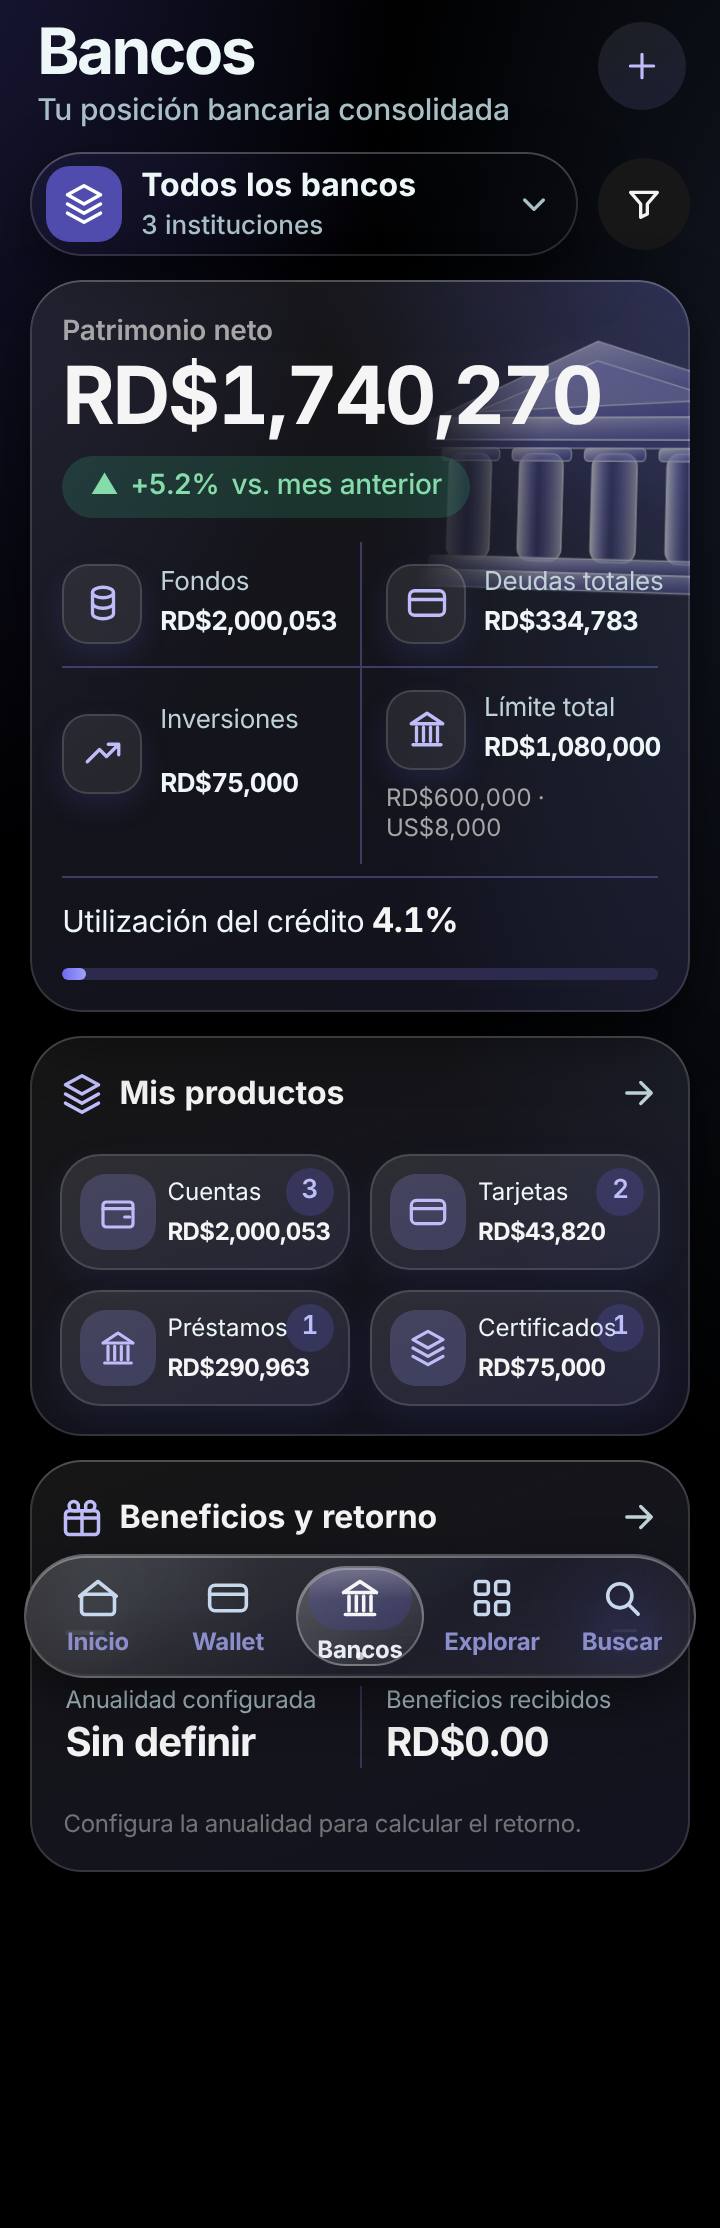 Bancos
Tu posición bancaria consolidada
Todos los bancos
3 instituciones
Patrimonio neto
RD$1,740,270
+5.2% vs. mes anterior
Fondos
RD$2,000,053
Deudas totales
RD$334,783
Inversiones
RD$75,000
Límite total
RD$1,080,000
RD$600,000 ·
US$8,000
Utilización del crédito 4.1%
Mis productos
Cuentas 3
RD$2,000,053
Tarjetas 2
RD$43,820
Préstamos 1
RD$290,963
Certificados 1
RD$75,000
Beneficios y retorno
Inicio
Wallet
Bancos
Explorar
Buscar
Anualidad configurada
Sin definir
Beneficios recibidos
RD$0.00
Configura la anualidad para calcular el retorno.